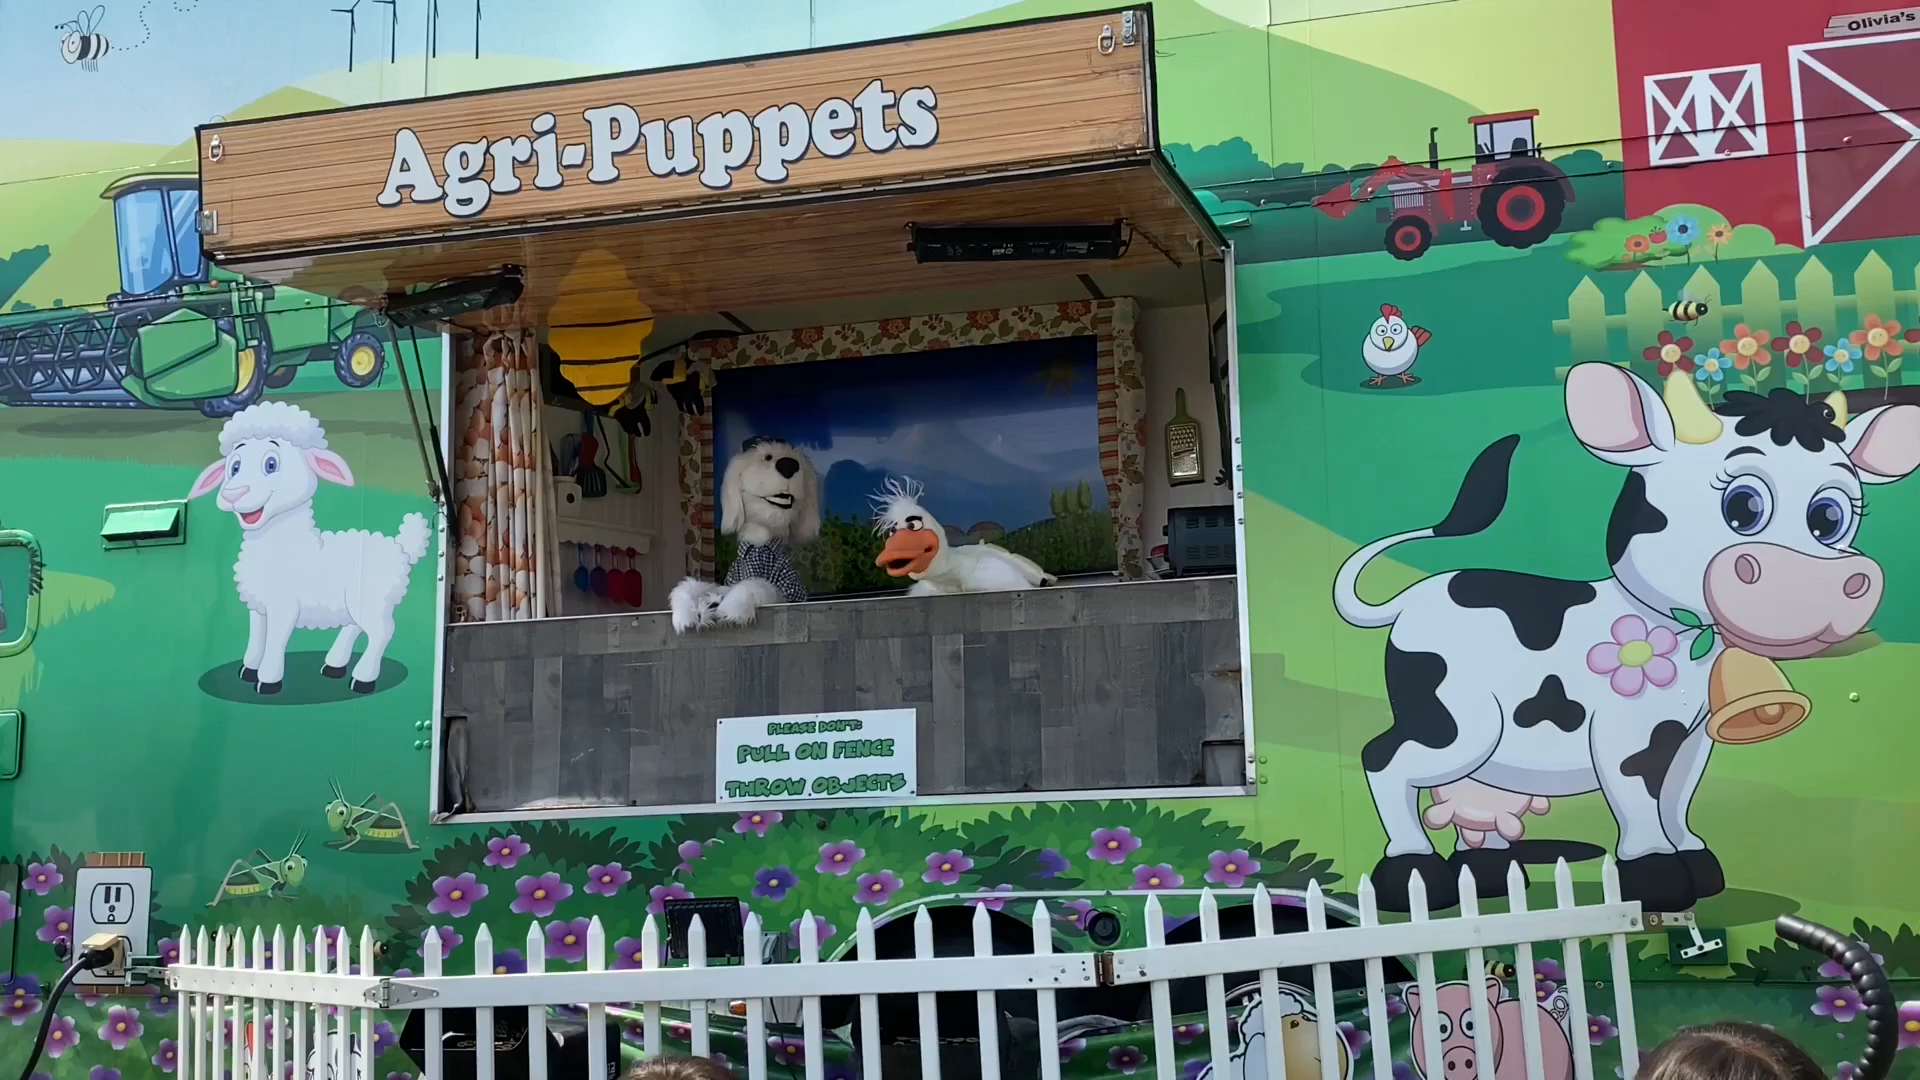 Olivia's
Agri-Puppets
PLEASE DON'T:
PULL ON FENCE
THROW OBJECTS